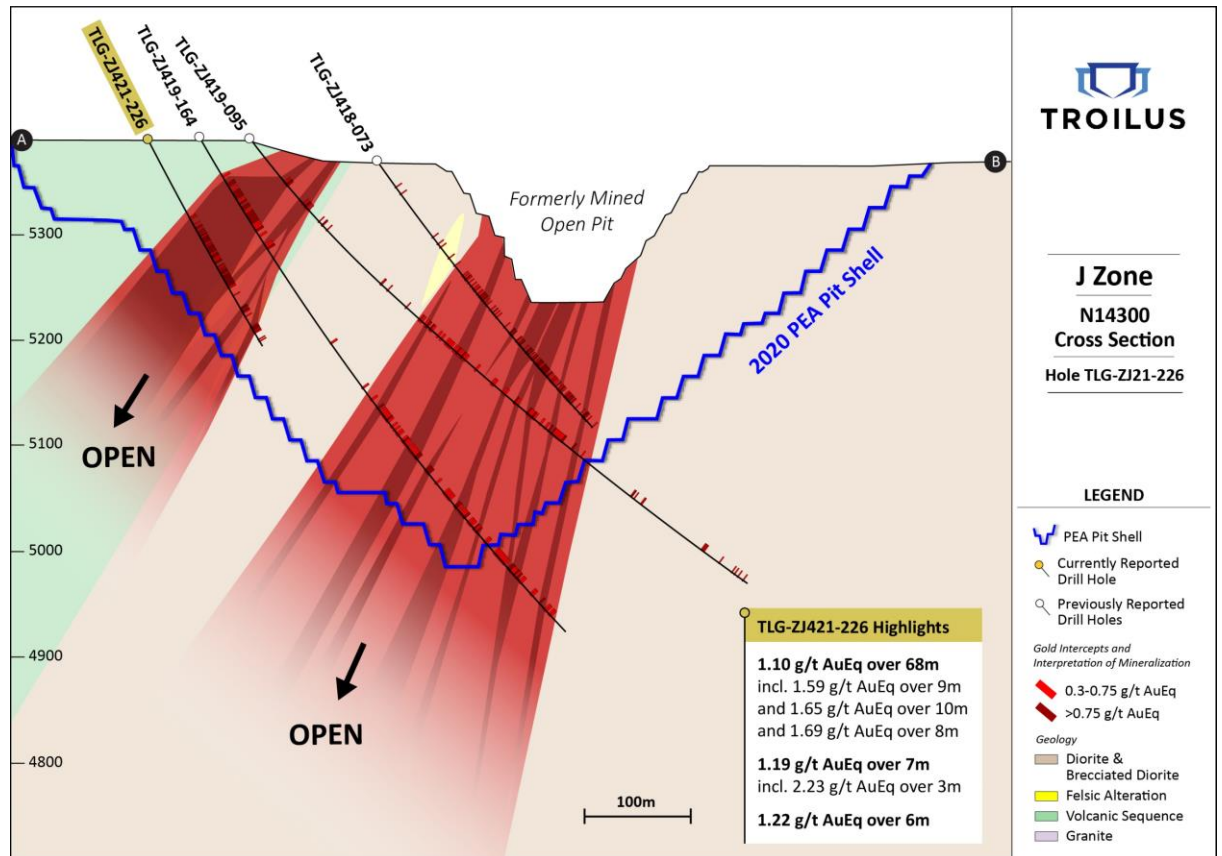 TLG-ZJ421-226
TLG-ZJ419-164
TLG-ZJ419-095
TLG-ZJ418-073
A
B
Formerly Mined
Open Pit
5300
5200
5100
5000
4900
4800
2020 PEA Pit Shell
OPEN
OPEN
TLG-ZJ421-226 Highlights
1.10 g/t AuEq over 68m
incl. 1.59 g/t AuEq over 9m
and 1.65 g/t AuEq over 10m
and 1.69 g/t AuEq over 8m
1.19 g/t AuEq over 7m
incl. 2.23 g/t AuEq over 3m
1.22 g/t AuEq over 6m
100m
TROILUS
J Zone
N14300
Cross Section
Hole TLG-ZJ21-226
LEGEND
PEA Pit Shell
Currently Reported
Drill Hole
Previously Reported
Drill Holes
Gold Intercepts and
Interpretation of Mineralization
0.3-0.75 g/t AuEq
>0.75 g/t AuEq
Geology
Diorite &
Brecciated Diorite
Felsic Alteration
Volcanic Sequence
Granite